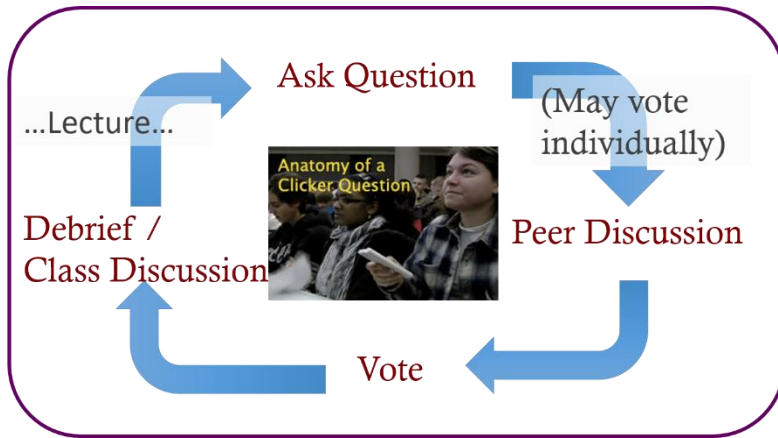 Ask Question
(May vote
individually)
...Lecture...
Anatomy of a
Clicker Question
Debrief /
Class Discussion
Peer Discussion
Vote